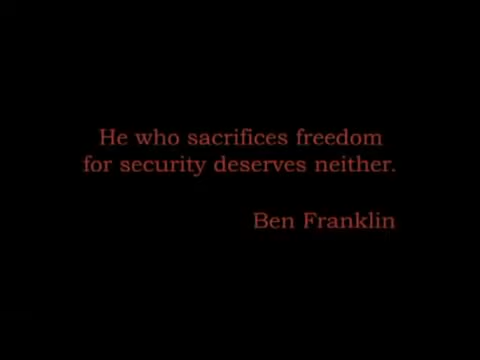 He who sacrifices freedom
for security deserves neither.
Ben Franklin